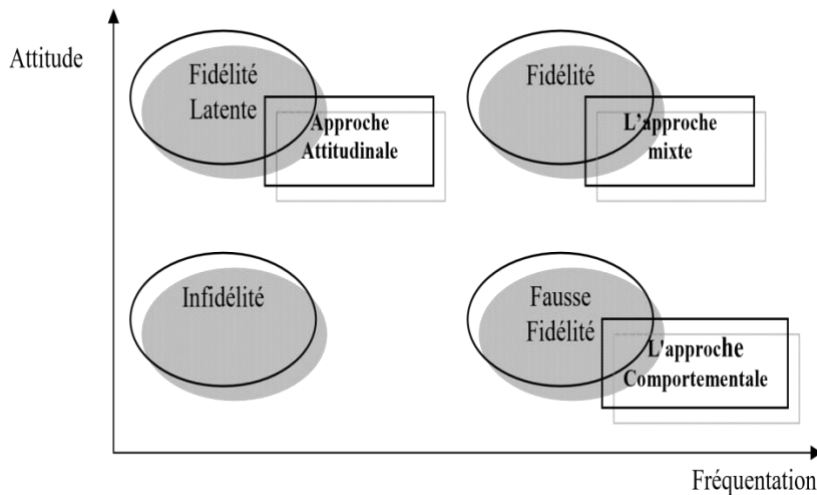 Attitude
Fidélité
Latente
Approche
Attitudinale
Fidélité
L'approche
mixte
Infidélité
Fausse
Fidélité
L'approche
Comportementale
Fréquentation